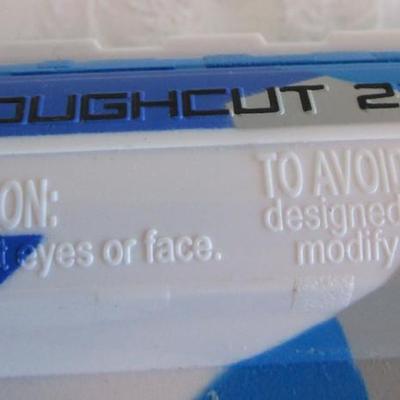 OUGHCUT 2
ON: TO AVOI
t eyes or face. designed
modify